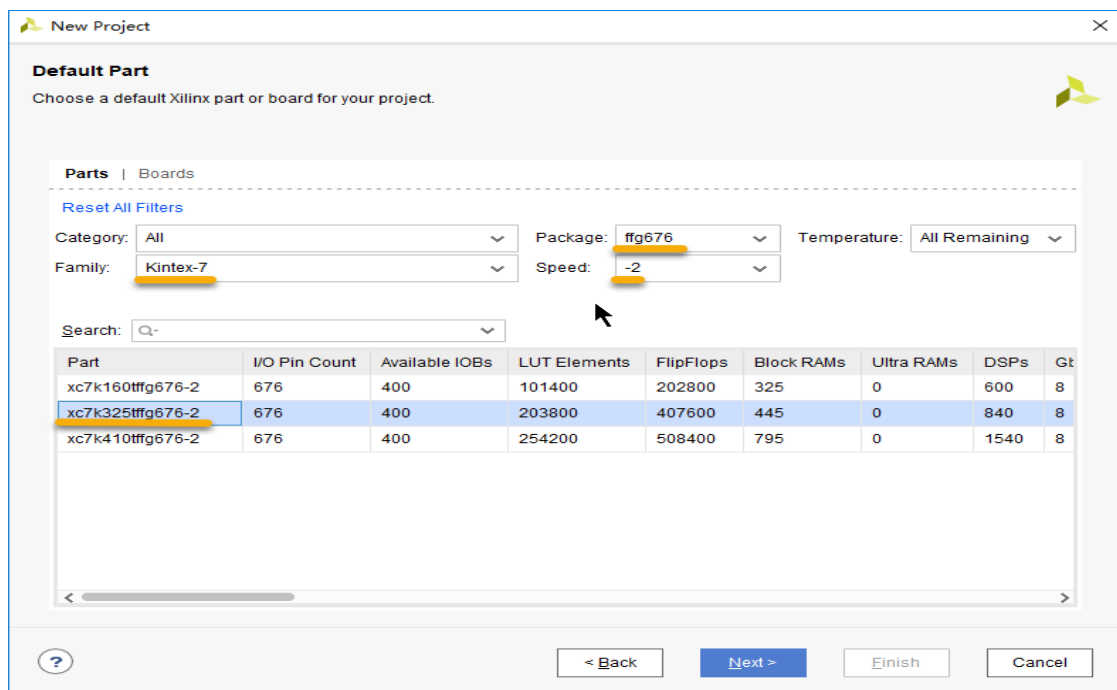 New Project
Default Part
Choose a default Xilinx part or board for your project.
Parts | Boards
Reset All Filters
Category: All Package: ffg676 Temperature: All Remaining
Family: Kintex-7 Speed: -2
Search: Q-
Part I/O Pin Count Available IOBs LUT Elements FlipFlops Block RAMs Ultra RAMs DSPs Gb
xc7k160tffg676-2 676 400 101400 202800 325 0 600 8
xc7k325tffg676-2 676 400 203800 407600 445 0 840 8
xc7k410tffg676-2 676 400 254200 508400 795 0 1540 8
? < Back Next > Finish Cancel